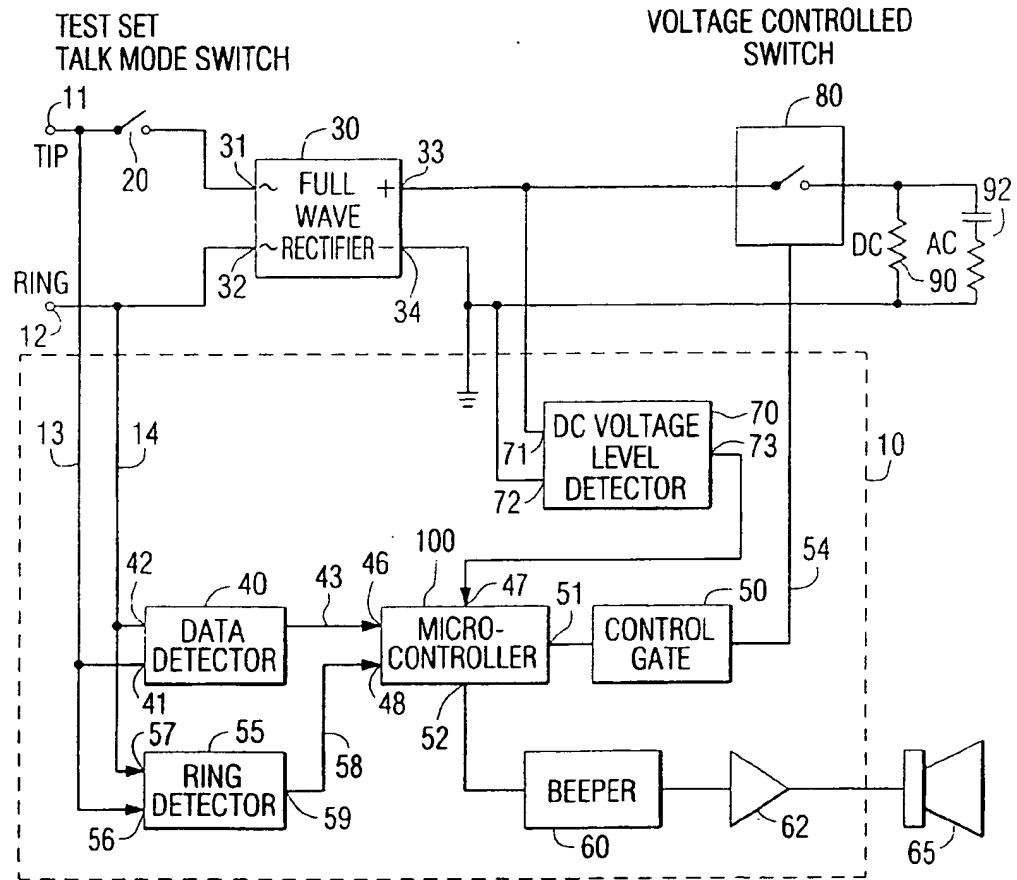 TEST SET
TALK MODE SWITCH
VOLTAGE CONTROLLED
SWITCH
11
TIP
20
31
30
33
80
FULL
WAVE
RECTIFIER
~
+
~
−
32
34
DC
90
AC
92
RING
12
13
14
10
70
71
72
73
DC VOLTAGE
LEVEL
DETECTOR
42
40
43
46
100
47
51
50
54
DATA
DETECTOR
MICRO-
CONTROLLER
CONTROL
GATE
41
48
52
57
55
58
RING
DETECTOR
56
59
BEEPER
60
62
65